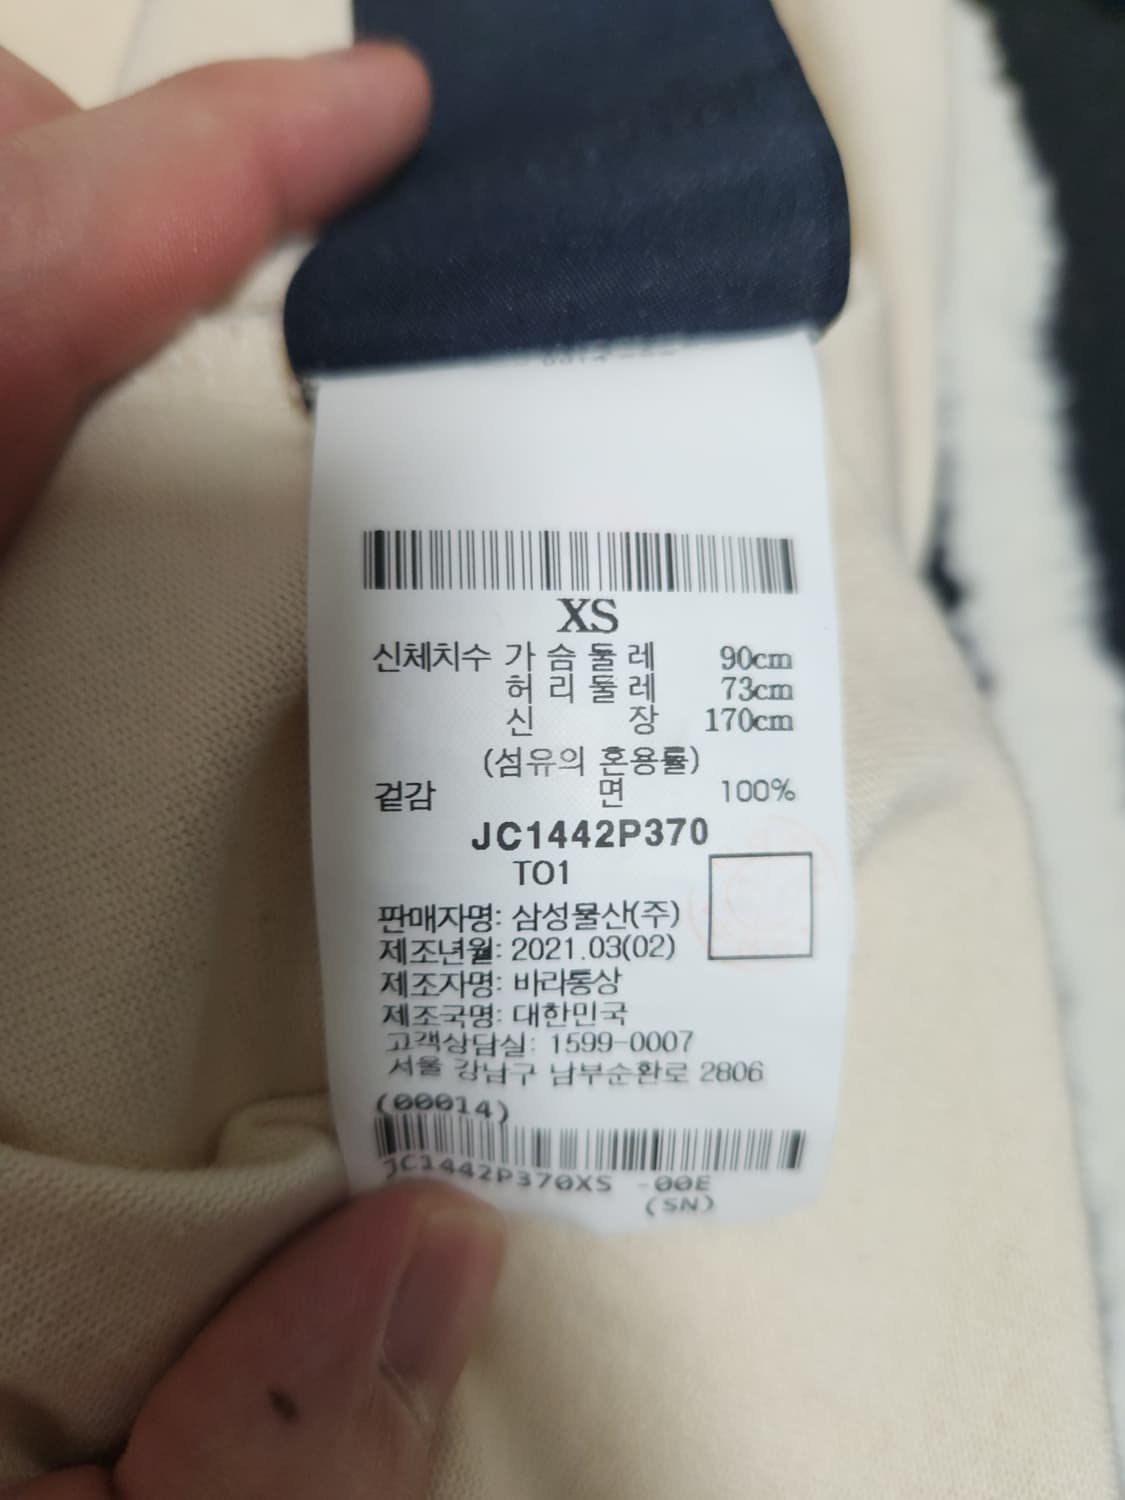 XS
신체치수 가슴둘레 90cm
허리둘레 73cm
신장 170cm
(섬유의 혼용률)
겉감 면 100%
JC1442P370
TO1
판매자명: 삼성물산(주)
제조년월: 2021.03(02)
제조자명: 바라통상
제조국명: 대한민국
고객상담실: 1599-0007
서울 강남구 남부순환로 2806
(00014)
JC1442P370XS -00E
(SN)